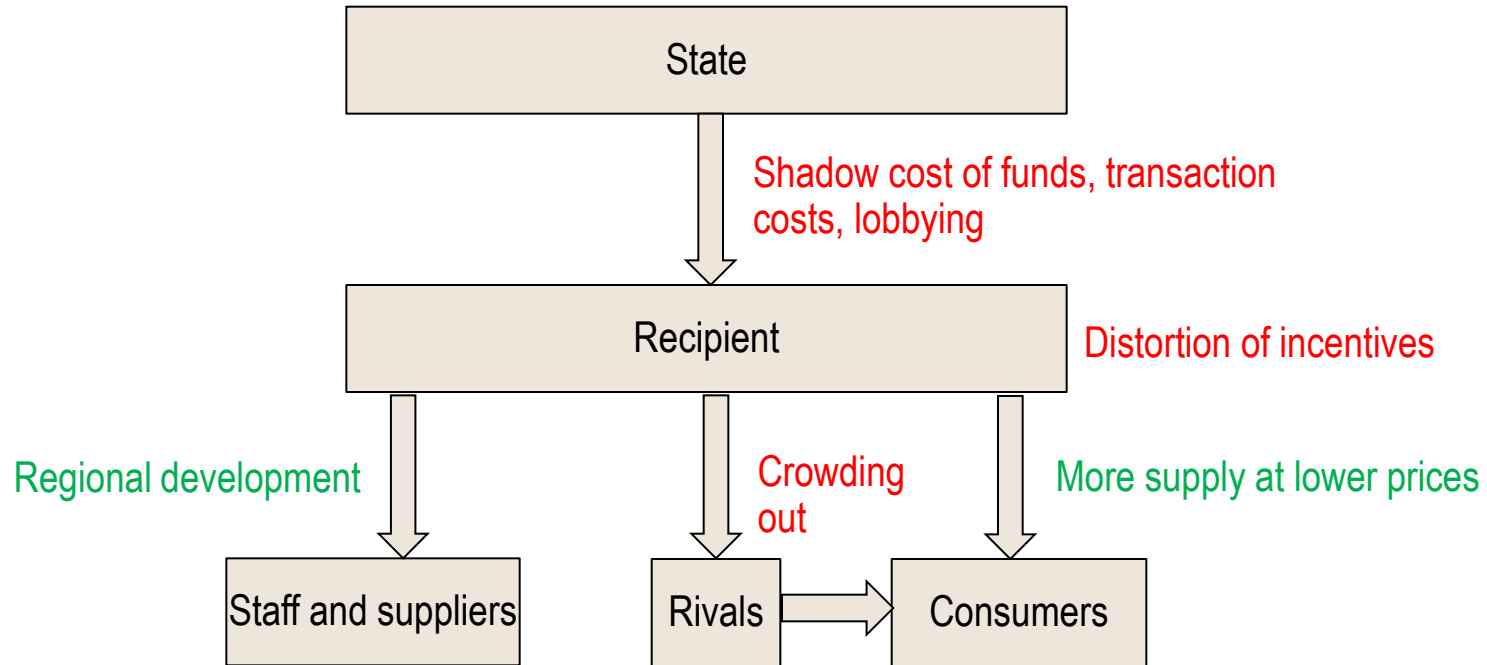 State
Shadow cost of funds, transaction
costs, lobbying
Recipient
Distortion of incentives
Regional development
Crowding
out
More supply at lower prices
Staff and suppliers
Rivals
Consumers